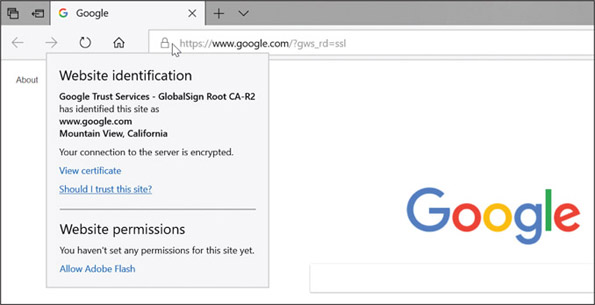 Google
https://www.google.com/?gws_rd=ssl
About
Website identification
Google Trust Services - GlobalSign Root CA-R2
has identified this site as
www.google.com
Mountain View, California
Your connection to the server is encrypted.
View certificate
Should I trust this site?
Website permissions
You haven't set any permissions for this site yet.
Allow Adobe Flash
Google